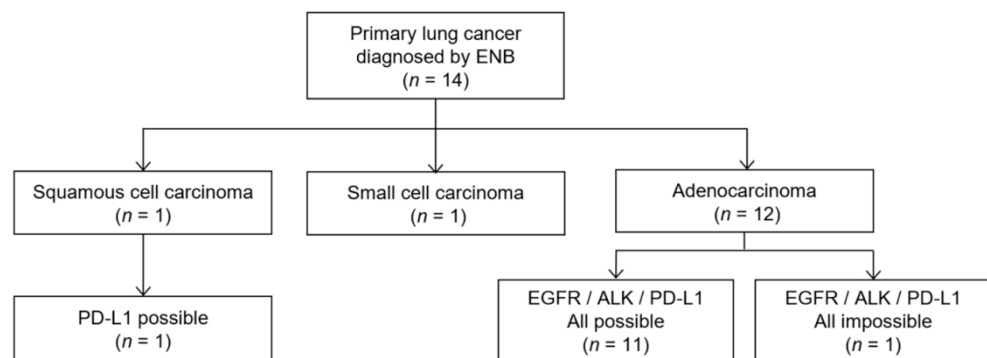 Primary lung cancer
diagnosed by ENB
(n = 14)
Squamous cell carcinoma
(n = 1)
Small cell carcinoma
(n = 1)
Adenocarcinoma
(n = 12)
PD-L1 possible
(n = 1)
EGFR / ALK / PD-L1
All possible
(n = 11)
EGFR / ALK / PD-L1
All impossible
(n = 1)